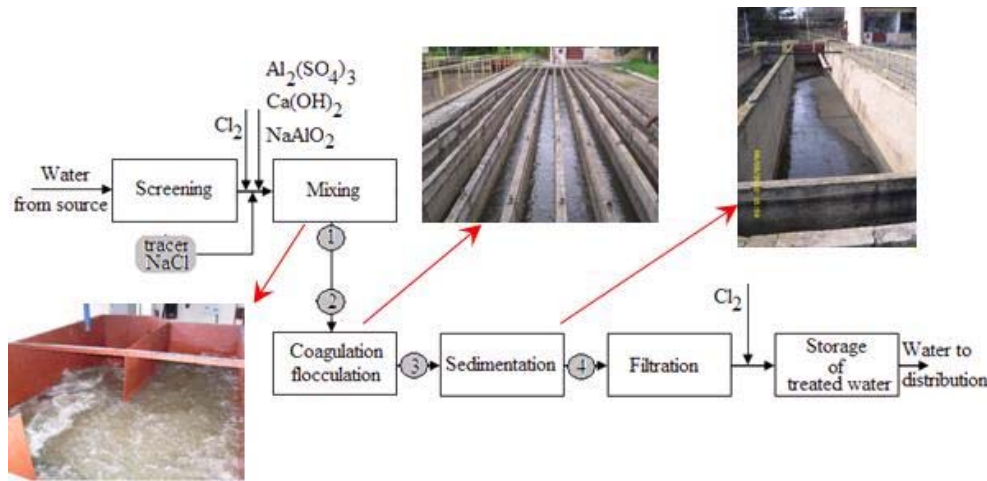 Al2(SO4)3
Ca(OH)2
Cl2
NaAlO2
Water
from source
Screening
Mixing
tracer
NaCl
1
2
Cl2
Coagulation
flocculation
3
Sedimentation
4
Filtration
Storage
of
treated water
Water to
distribution